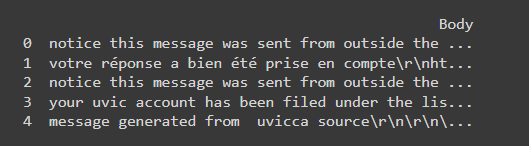 Body
0 notice this message was sent from outside the ...
1 votre réponse a bien été prise en compte\r\nht...
2 notice this message was sent from outside the ...
3 your uvic account has been filed under the lis...
4 message generated from  uvicca source\r\n\r\n\...